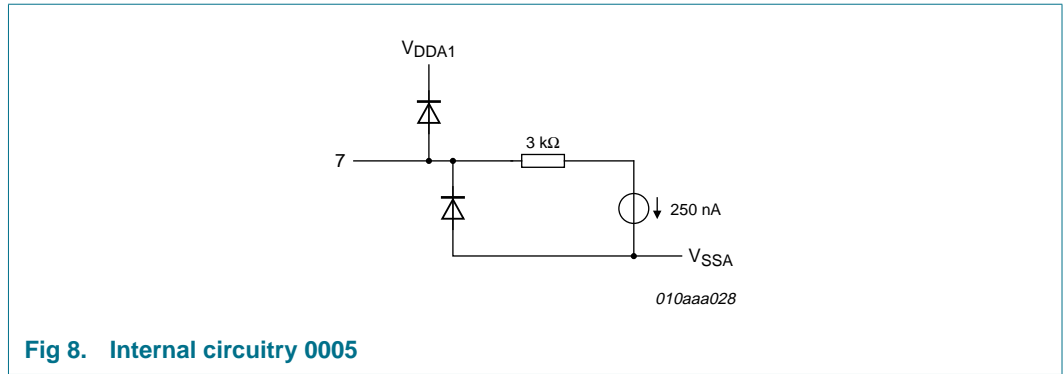 VDDA1
3 kΩ
7
250 nA
VSSA
010aaa028
Fig 8. Internal circuitry 0005